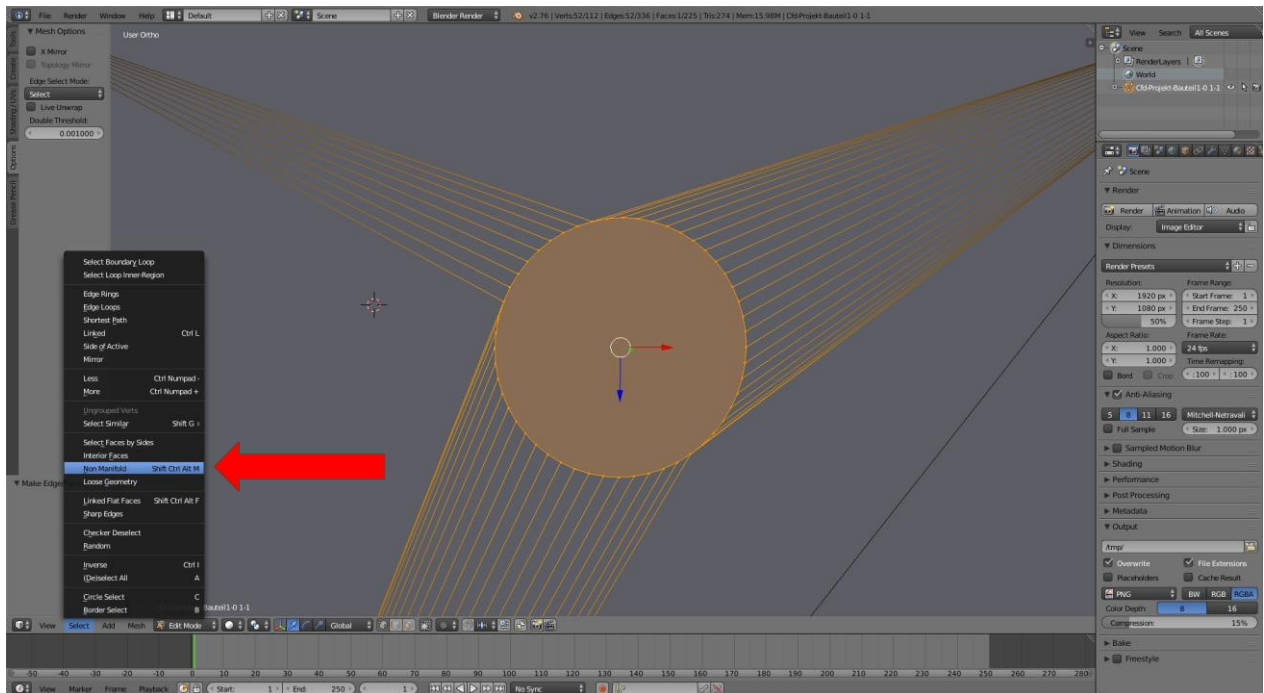 File Render Window Help Default Scene Blender Render v2.76 | Verts:52/112 | Edges:52/336 | Faces:1/225 | Tris:274 | Mem:15.98M | Cfd-Projekt-Bauteil1-0 1-1
Tools
Create
Shading/UVs
Options
Grease Pencil
Mesh Options
X Mirror
Topology Mirror
Edge Select Mode:
Select
Live Unwrap
Double Threshold:
0.001000
Make Edge
User Ortho
Select Boundary Loop
Select Loop Inner-Region
Edge Rings
Edge Loops
Shortest Path
Linked Ctrl L
Side of Active
Mirror
Less Ctrl Numpad -
More Ctrl Numpad +
Ungrouped Verts
Select Similar Shift G
Select Faces by Sides
Interior Faces
Non Manifold Shift Ctrl Alt M
Loose Geometry
Linked Flat Faces Shift Ctrl Alt F
Sharp Edges
Checker Deselect
Random
Inverse Ctrl I
(De)select All A
Circle Select C
Border Select B
Bauteil1-0 1-1
View Select Add Mesh Edit Mode Global
-50 -40 -30 -20 -10 0 10 20 30 40 50 60 70 80 90 100 110 120 130 140 150 160 170 180 190 200 210 220 230 240 250 260 270 280
View Marker Frame Playback Start: 1 End: 250 1 No Sync
View Search All Scenes
Scene
RenderLayers
World
Cfd-Projekt-Bauteil1-0 1-1
Scene
Render
Render Animation Audio
Display: Image Editor
Dimensions
Render Presets
Resolution: Frame Range:
X: 1920 px Start Frame: 1
Y: 1080 px End Frame: 250
50% Frame Step: 1
Aspect Ratio: Frame Rate:
X: 1.000 24 fps
Y: 1.000 Time Remapping:
Bord Crop :100 :100
Anti-Aliasing
5 8 11 16 Mitchell-Netravali
Full Sample Size: 1.000 px
Sampled Motion Blur
Shading
Performance
Post Processing
Metadata
Output
/tmp/
Overwrite File Extensions
Placeholders Cache Result
PNG BW RGB RGBA
Color Depth: 8 16
Compression: 15%
Bake
Freestyle